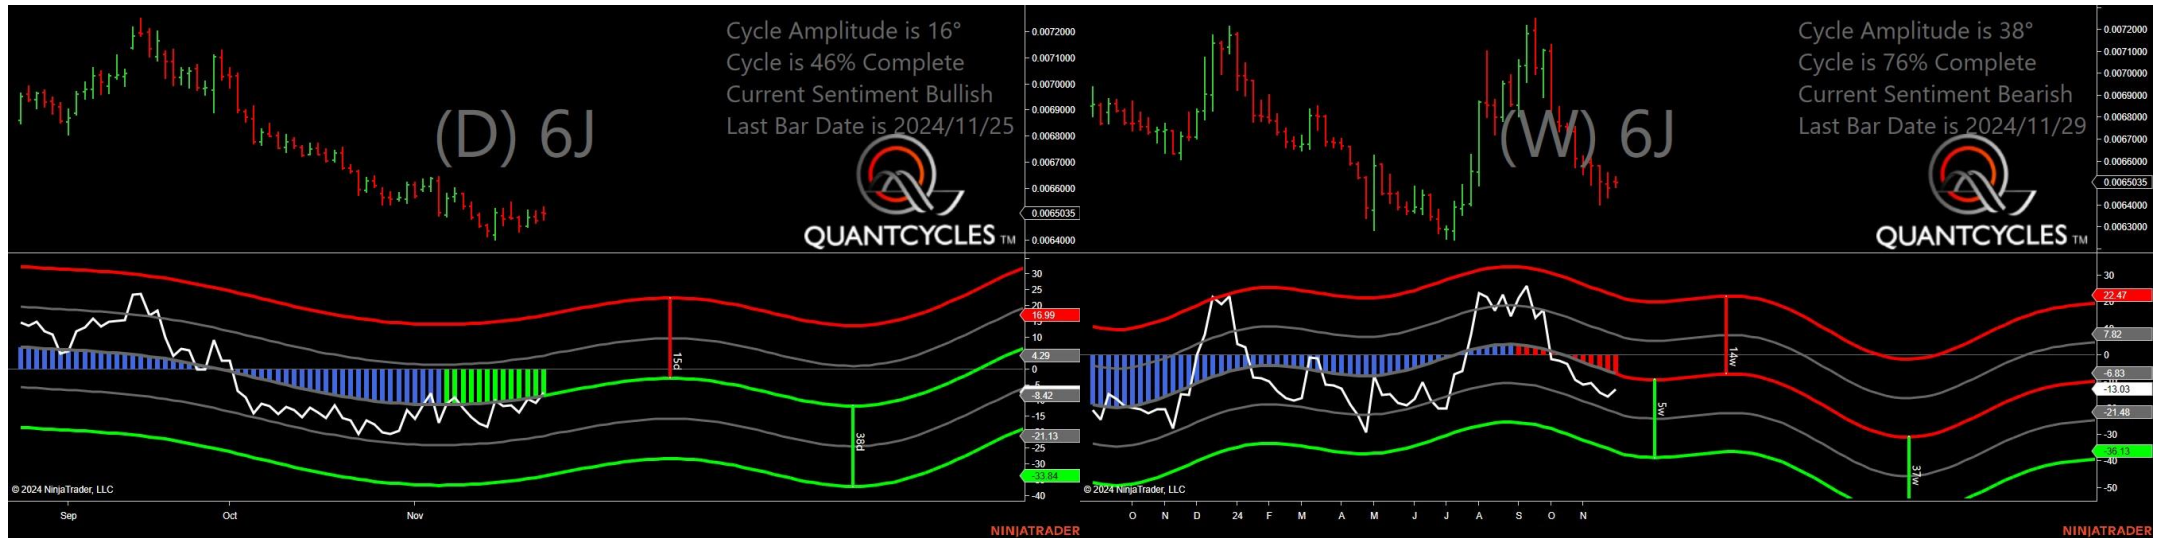 Cycle Amplitude is 16°
Cycle is 46% Complete
Current Sentiment Bullish
Last Bar Date is 2024/11/25
(D) 6J
QUANTCYCLES TM
0.0072000
0.0071000
0.0070000
0.0069000
0.0068000
0.0067000
0.0066000
0.0065035
0.0064000
30
25
20
16.99
15
10
4.29
0
-5
-8.42
-15
-21.13
-25
-30
-33.84
-40
15d
38d
© 2024 NinjaTrader, LLC
Sep
Oct
Nov
NINJATRADER
Cycle Amplitude is 38°
Cycle is 76% Complete
Current Sentiment Bearish
Last Bar Date is 2024/11/29
(W) 6J
QUANTCYCLES TM
0.0072000
0.0071000
0.0070000
0.0069000
0.0068000
0.0067000
0.0066000
0.0065035
0.0064000
0.0063000
30
22.47
20
7.82
0
-6.83
-13.03
-21.48
-30
-36.13
-40
-50
14w
5w
37w
© 2024 NinjaTrader, LLC
O
N
D
24
F
M
A
M
J
J
A
S
O
N
NINJATRADER